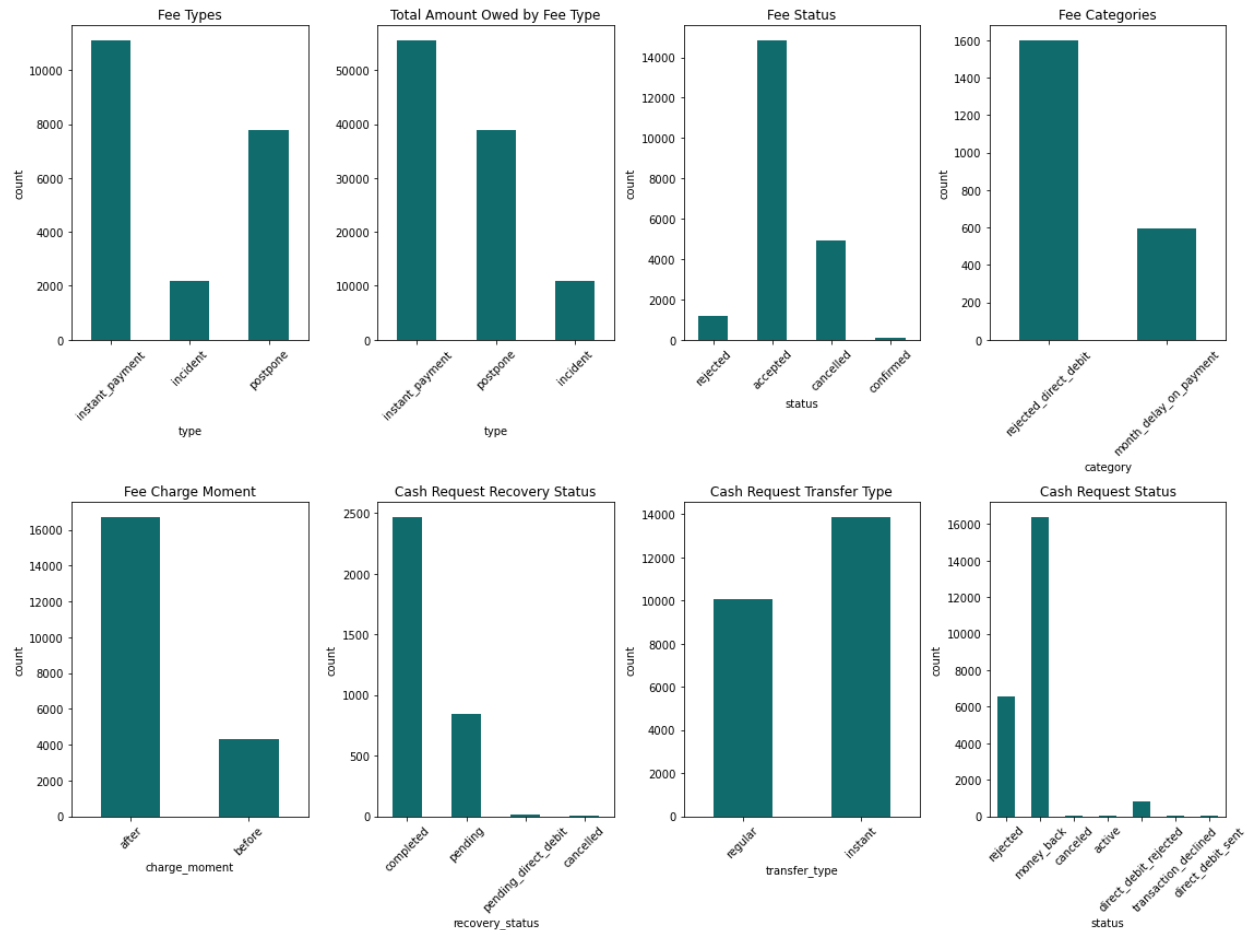 Fee Types
10000
8000
6000
4000
2000
0
count
instant_payment
incident
postpone
type
Total Amount Owed by Fee Type
50000
40000
30000
20000
10000
0
count
instant_payment
postpone
incident
type
Fee Status
14000
12000
10000
8000
6000
4000
2000
0
count
rejected
accepted
cancelled
confirmed
status
Fee Categories
1600
1400
1200
1000
800
600
400
200
0
count
rejected_direct_debit
month_delay_on_payment
category
Fee Charge Moment
16000
14000
12000
10000
8000
6000
4000
2000
0
count
after
before
charge_moment
Cash Request Recovery Status
2500
2000
1500
1000
500
0
count
completed
pending
pending_direct_debit
cancelled
recovery_status
Cash Request Transfer Type
14000
12000
10000
8000
6000
4000
2000
0
count
regular
instant
transfer_type
Cash Request Status
16000
14000
12000
10000
8000
6000
4000
2000
0
count
rejected
money_back
canceled
active
direct_debit_rejected
transaction_declined
direct_debit_sent
status